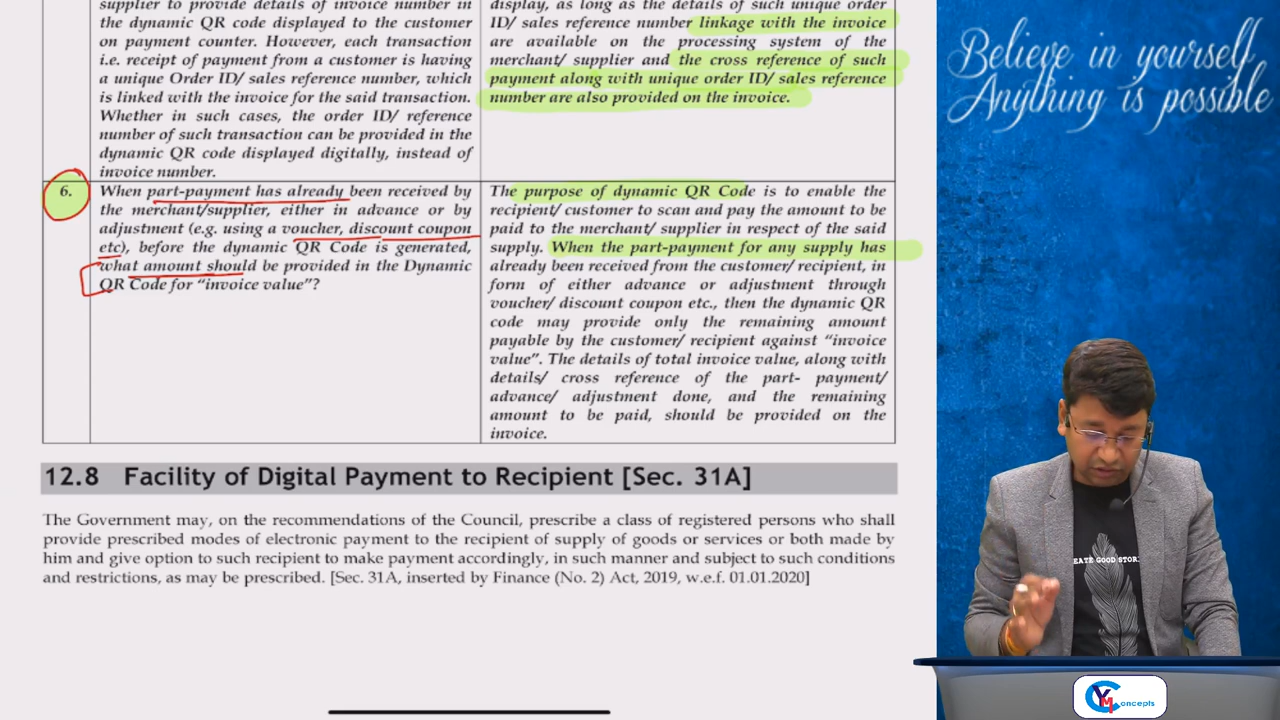 supplier to provide details of invoice number in
the dynamic QR code displayed to the customer
on payment counter. However, each transaction
i.e. receipt of payment from a customer is having
a unique Order ID/ sales reference number, which
is linked with the invoice for the said transaction.
Whether in such cases, the order ID/ reference
number of such transaction can be provided in the
dynamic QR code displayed digitally, instead of
invoice number.
display, as long as the details of such unique order
ID/ sales reference number linkage with the invoice
are available on the processing system of the
merchant/ supplier and the cross reference of such
payment along with unique order ID/ sales reference
number are also provided on the invoice.
6.
When part-payment has already been received by
the merchant/supplier, either in advance or by
adjustment (e.g. using a voucher, discount coupon
etc), before the dynamic QR Code is generated,
what amount should be provided in the Dynamic
QR Code for “invoice value”?
The purpose of dynamic QR Code is to enable the
recipient/ customer to scan and pay the amount to be
paid to the merchant/ supplier in respect of the said
supply. When the part-payment for any supply has
already been received from the customer/ recipient, in
form of either advance or adjustment through
voucher/ discount coupon etc., then the dynamic QR
code may provide only the remaining amount
payable by the customer/ recipient against “invoice
value”. The details of total invoice value, along with
details/ cross reference of the part- payment/
advance/ adjustment done, and the remaining
amount to be paid, should be provided on the
invoice.
12.8 Facility of Digital Payment to Recipient [Sec. 31A]
The Government may, on the recommendations of the Council, prescribe a class of registered persons who shall
provide prescribed modes of electronic payment to the recipient of supply of goods or services or both made by
him and give option to such recipient to make payment accordingly, in such manner and subject to such conditions
and restrictions, as may be prescribed. [Sec. 31A, inserted by Finance (No. 2) Act, 2019, w.e.f. 01.01.2020]
Believe in yourself
Anything is possible
EATE GOOD STOR
YM Concepts